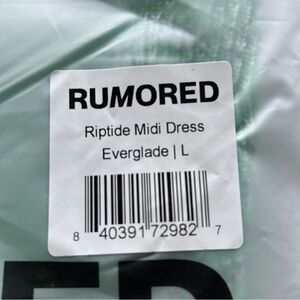 RUMORED
Riptide Midi Dress
Everglade | L
8 40391 72982 7